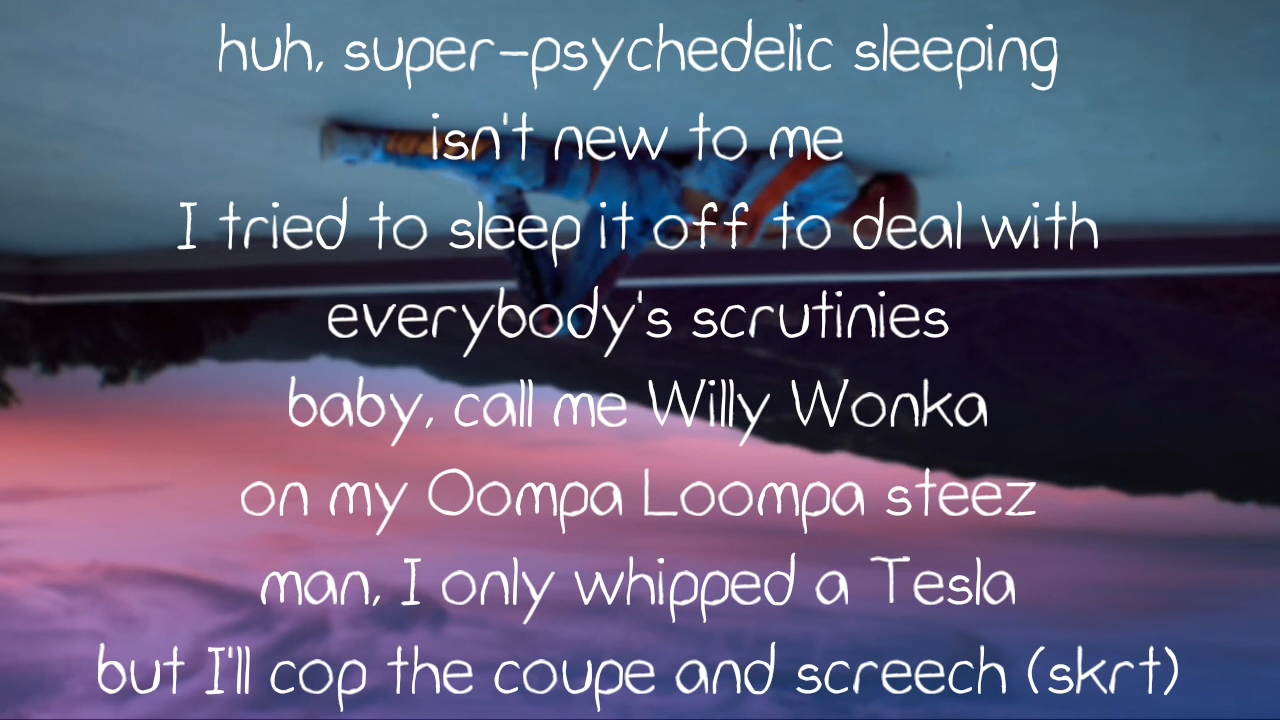 huh, super-psychedelic sleeping
isn't new to me
I tried to sleep it off to deal with
everybody's scrutinies
baby, call me Willy Wonka
on my Oompa Loompa steez
man, I only whipped a Tesla
but I'll cop the coupe and screech (skrt)